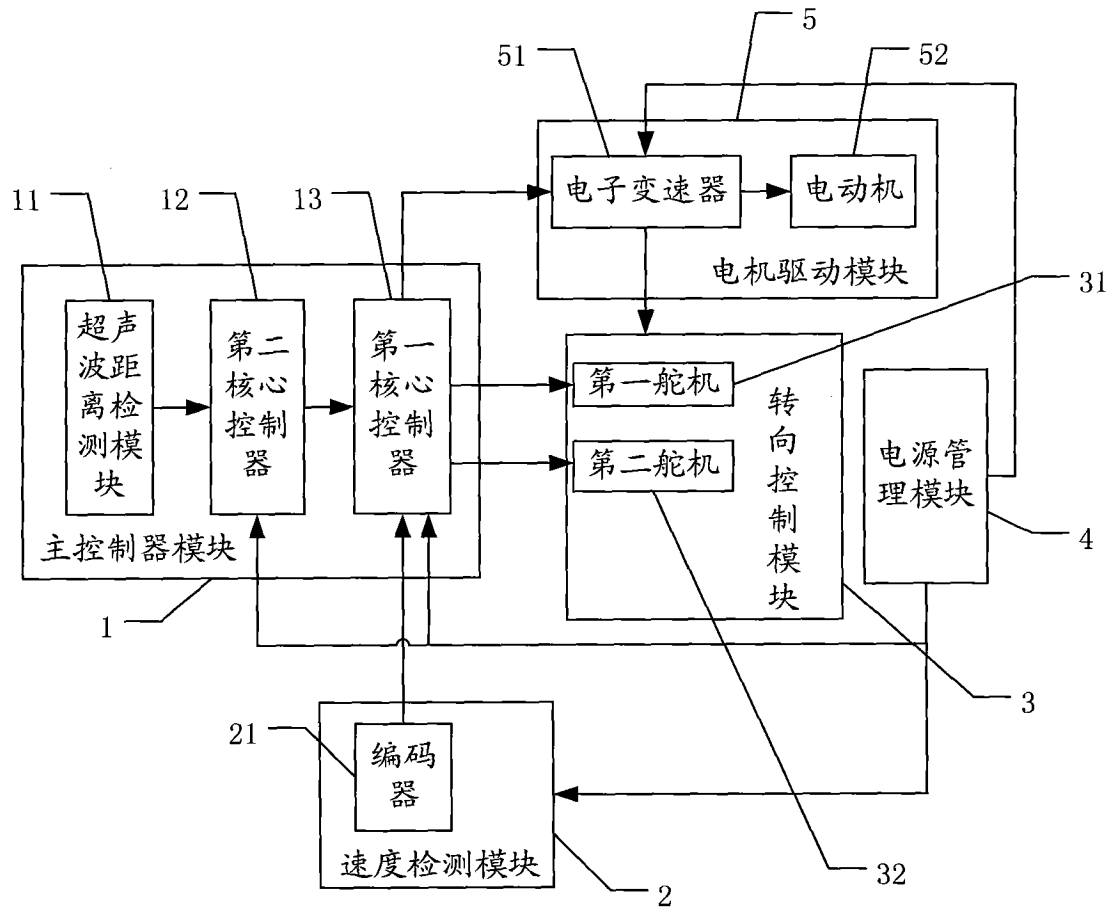 5
51
52
电子变速器
电动机
电机驱动模块
11
12
13
31
超声
波距
离检
测模
块
第二
核心
控制
器
第一
核心
控制
器
主控制器模块
1
第一舵机
第二舵机
转
向
控
制
模
块
电源管
理模块
4
3
21
编码
器
速度检测模块
2
32